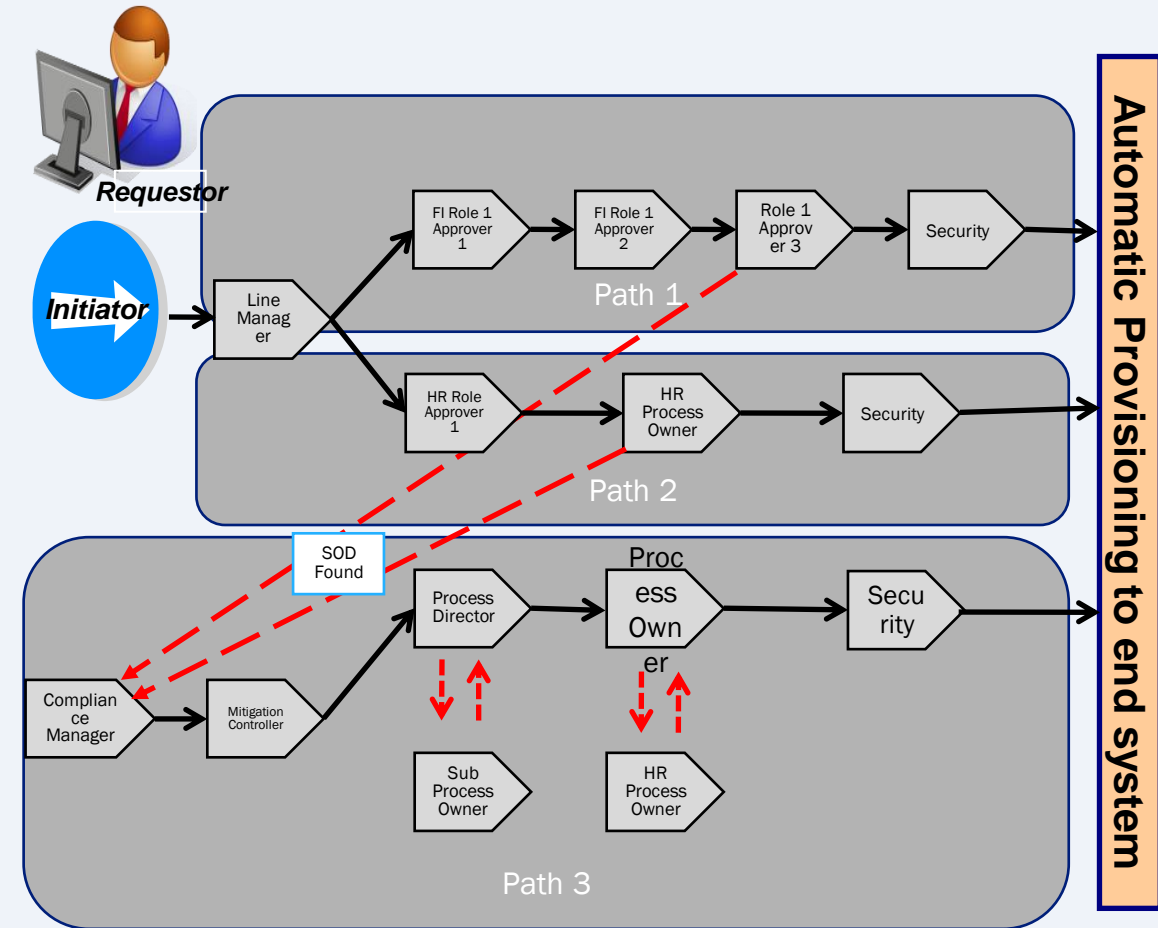 Requestor
Initiator
Line
Manag
er
FI Role 1
Approver
1
FI Role 1
Approver
2
Role 1
Approv
er 3
Security
Path 1
HR Role
Approver
1
HR
Process
Owner
Security
Path 2
SOD
Found
Complian
ce
Manager
Mitigation
Controller
Process
Director
Proc
ess
Own
er
Secu
rity
Sub
Process
Owner
HR
Process
Owner
Path 3
Automatic Provisioning to end system